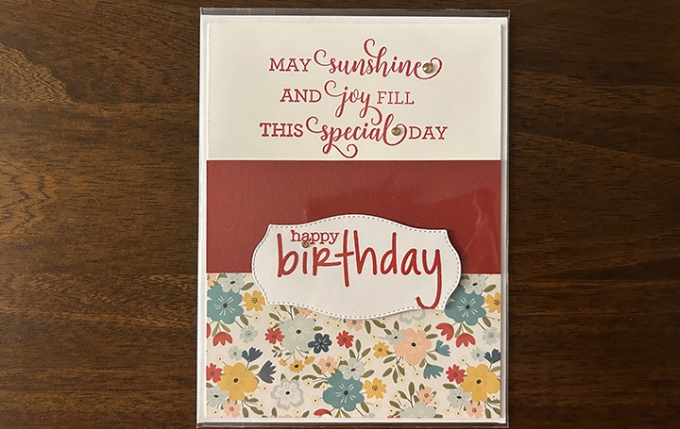 MAY sunshine
AND joy FILL
THIS special DAY
happy
birthday